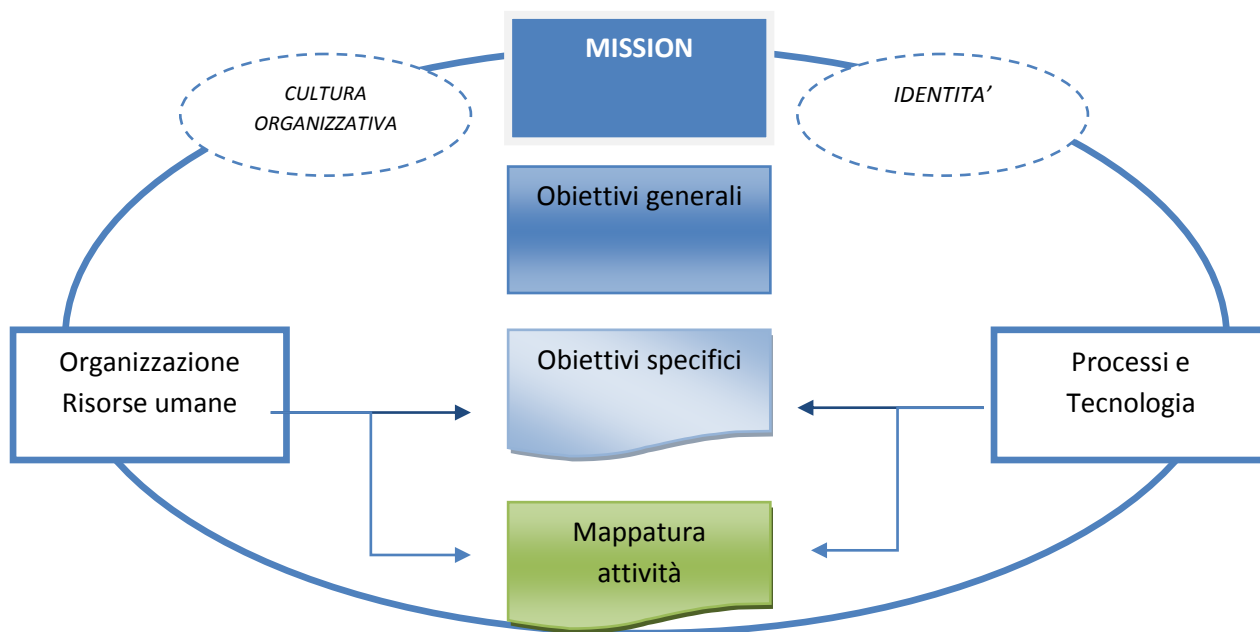 MISSION
CULTURA
ORGANIZZATIVA
IDENTITA’
Obiettivi generali
Organizzazione
Risorse umane
Obiettivi specifici
Processi e
Tecnologia
Mappatura
attività